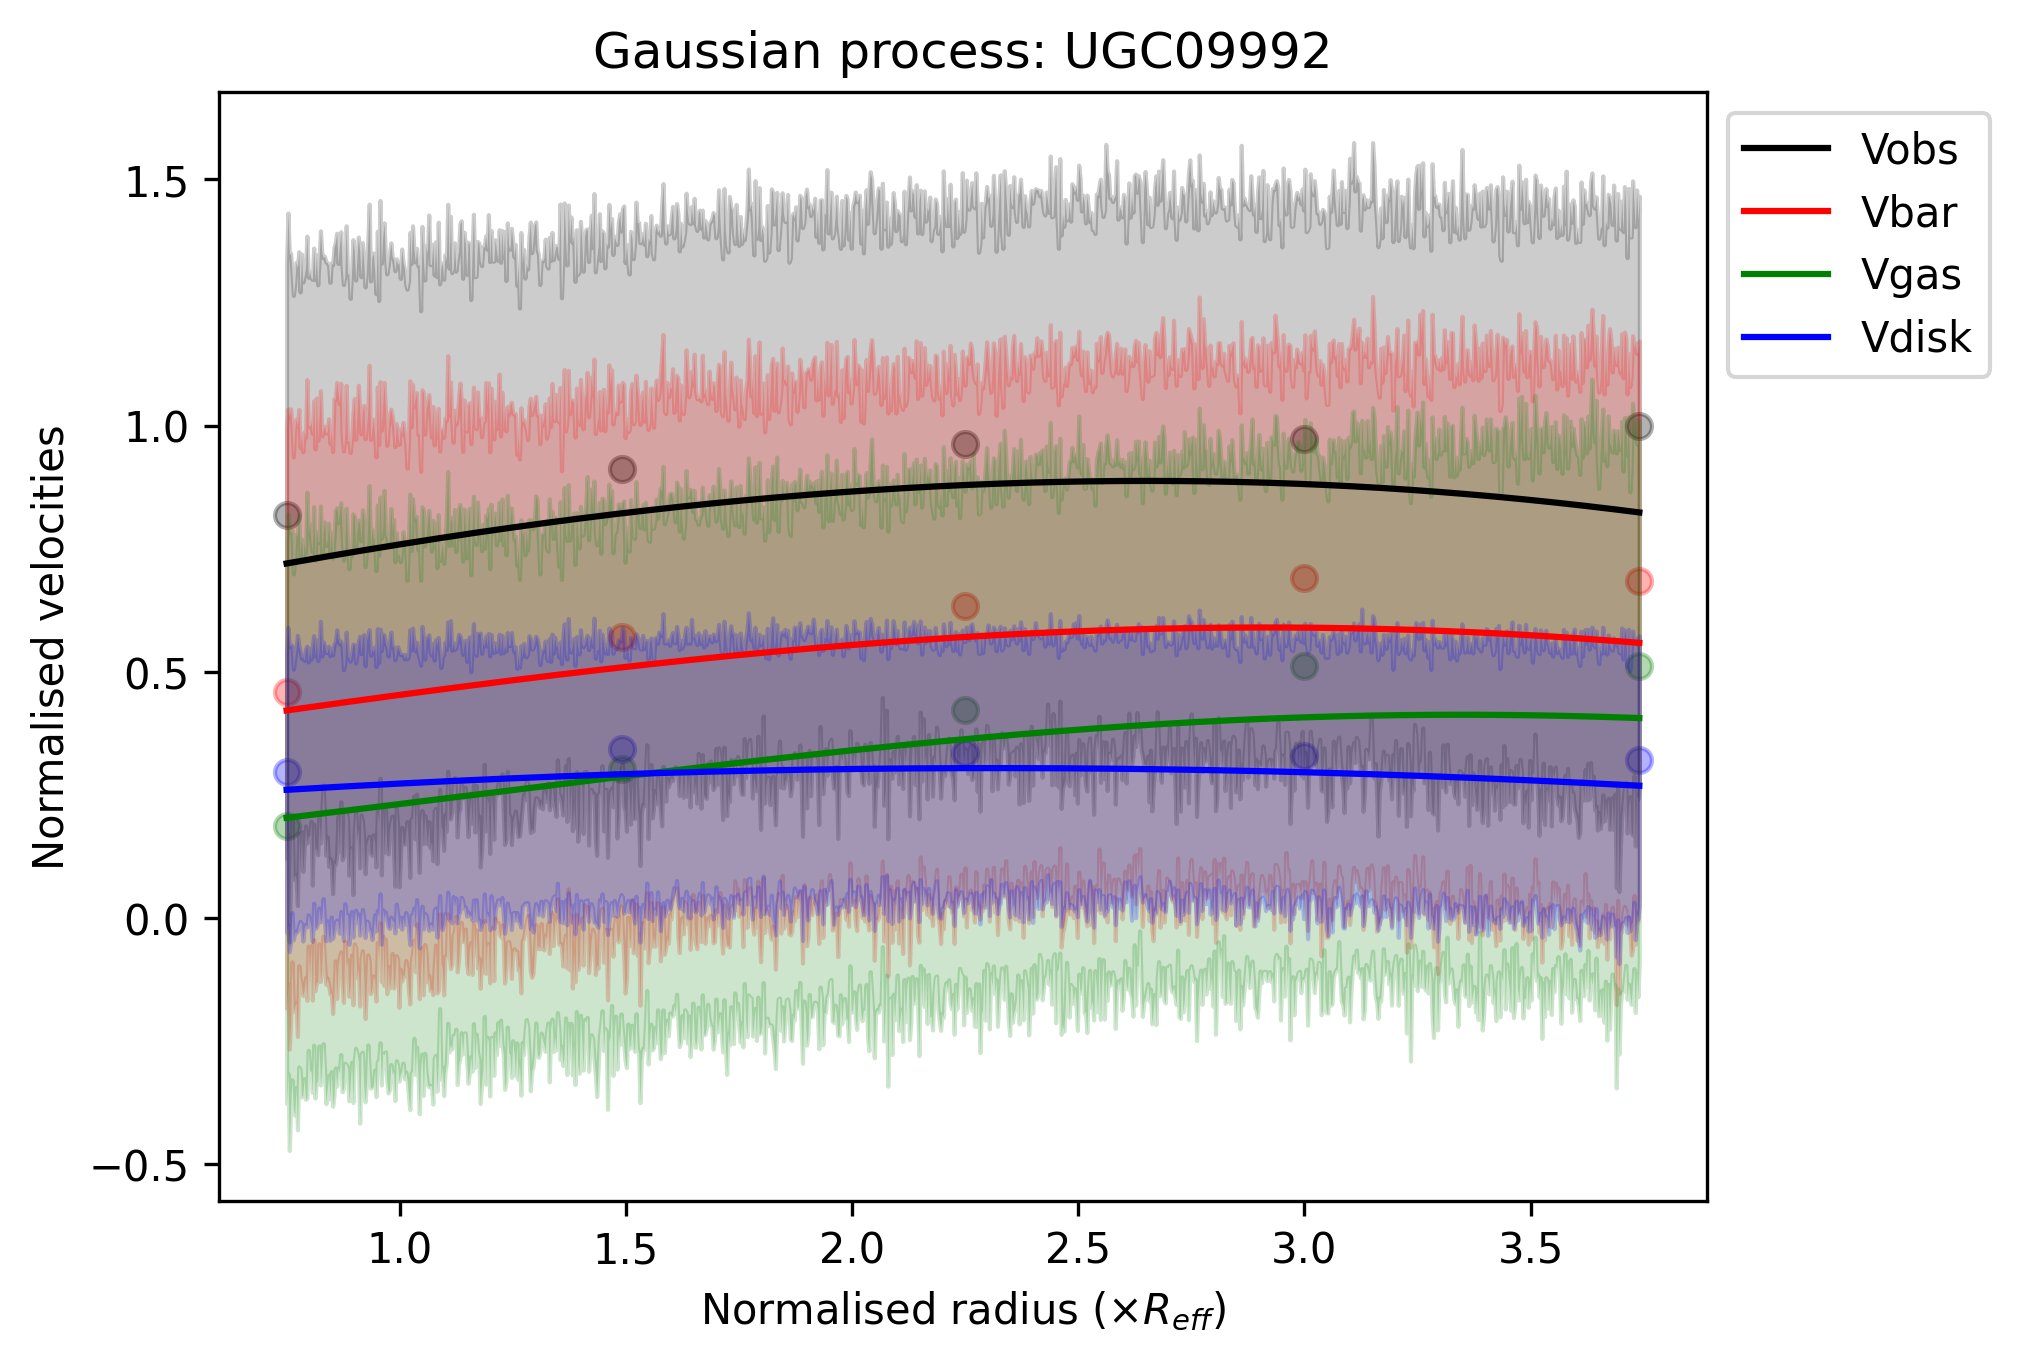 Gaussian process: UGC09992
Vobs
Vbar
Vgas
Vdisk
Normalised velocities
1.5
1.0
0.5
0.0
−0.5
1.0 1.5 2.0 2.5 3.0 3.5
Normalised radius (×R_eff)